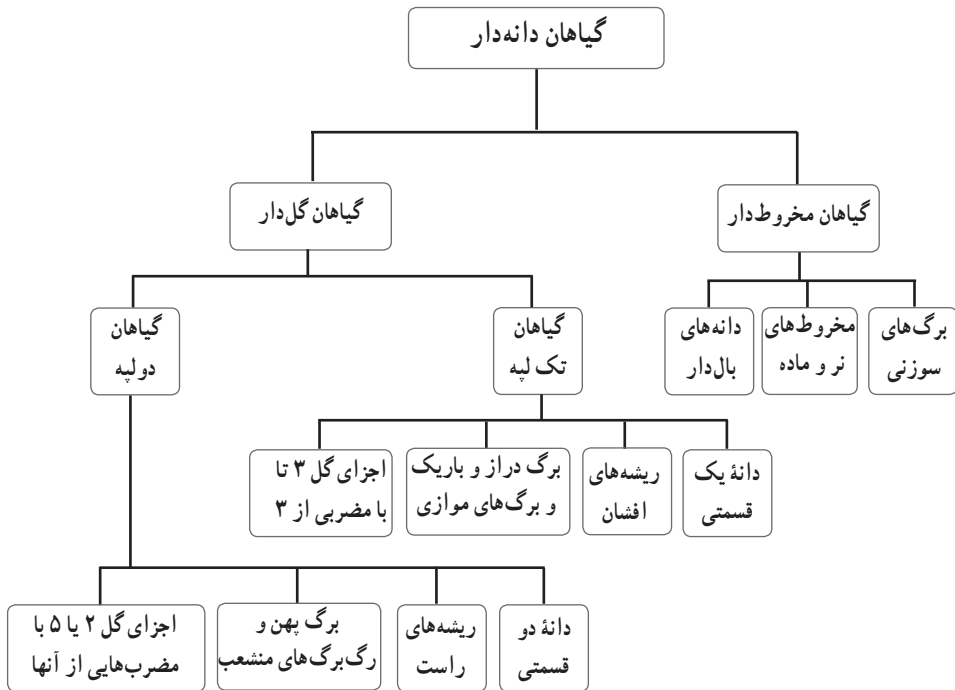 گیاهان دانه‌دار
گیاهان مخروط‌دار
گیاهان گل‌دار
برگ‌های
سوزنی
مخروط‌های
نر و ماده
دانه‌های
بال‌دار
گیاهان
تک لپه
گیاهان
دولپه
دانهٔ یک
قسمتی
ریشه‌های
افشان
برگ دراز و باریک
و برگ‌های موازی
اجزای گل ۳ تا
با مضربی از ۳
دانهٔ دو
قسمتی
ریشه‌های
راست
برگ پهن و
رگ‌برگ‌های منشعب
اجزای گل ۲ یا ۵ با
مضرب‌هایی از آنها